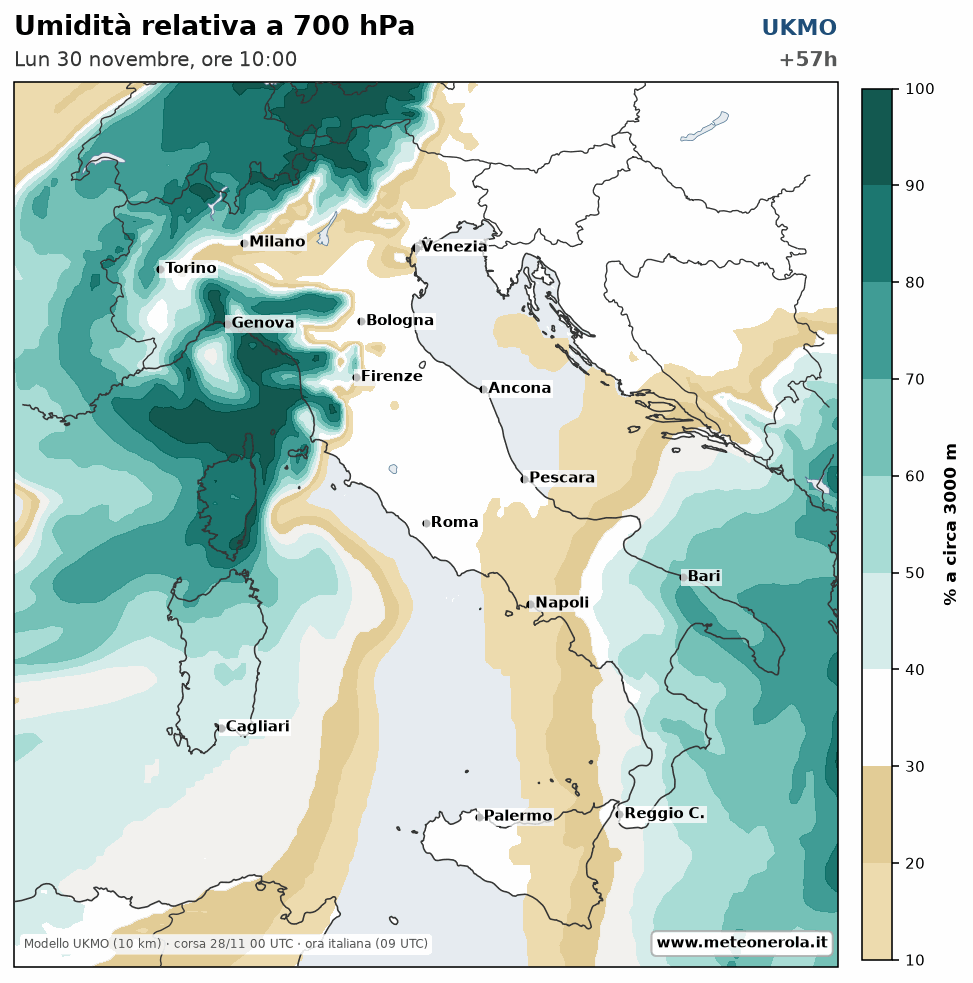 Umidità relativa a 700 hPa
UKMO
Lun 30 novembre, ore 10:00
+57h
100
90
80
70
60
50
40
30
20
10
% a circa 3000 m
Milano
Venezia
Torino
Genova
Bologna
Firenze
Ancona
Pescara
Roma
Bari
Napoli
Cagliari
Palermo
Reggio C.
Modello UKMO (10 km) · corsa 28/11 00 UTC · ora italiana (09 UTC)
www.meteonerola.it